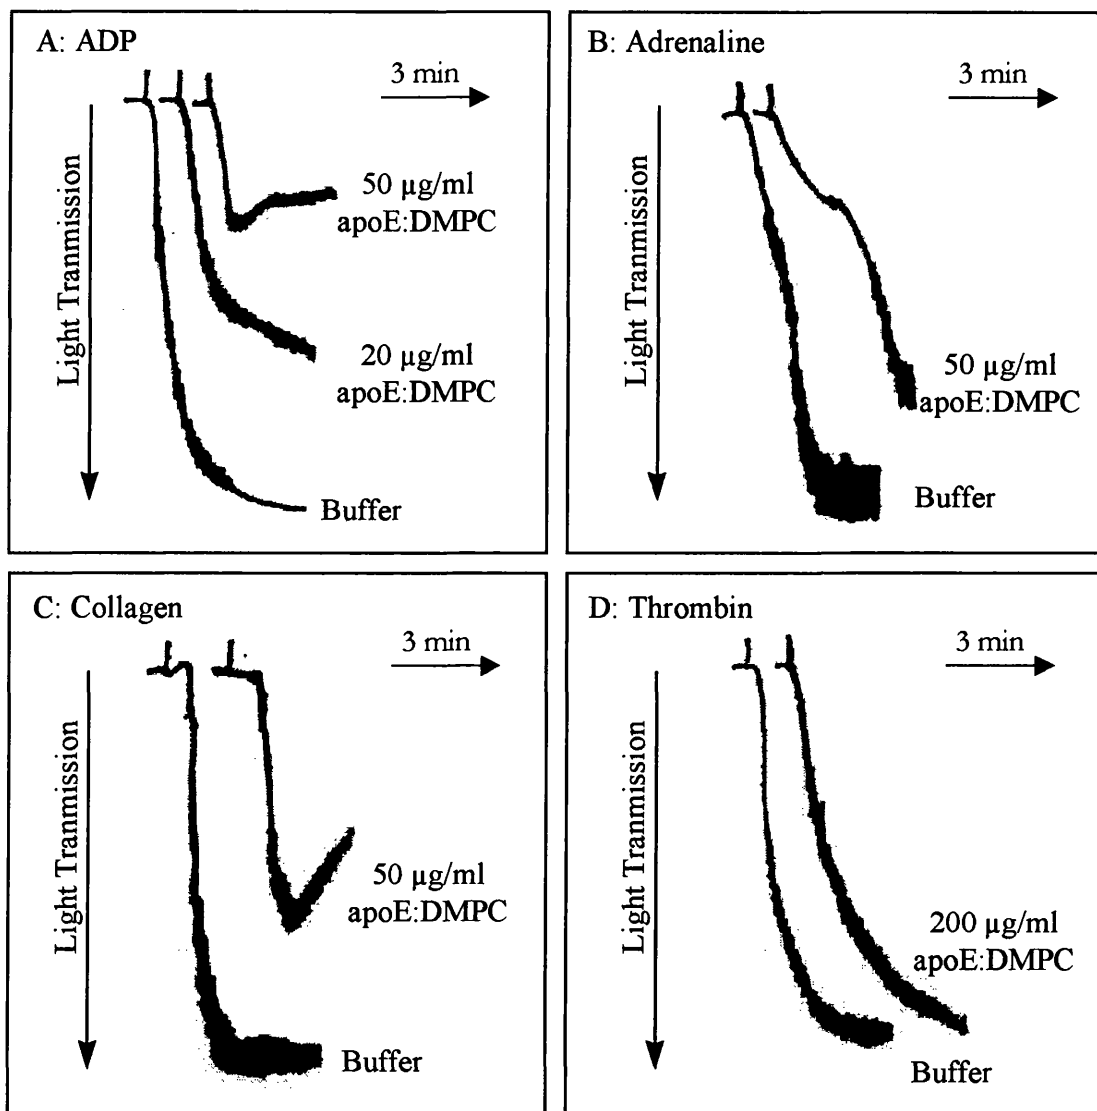 A: ADP
3 min
Light Tranmission
50 µg/ml
apoE:DMPC
20 µg/ml
apoE:DMPC
Buffer
B: Adrenaline
3 min
Light Tranmission
50 µg/ml
apoE:DMPC
Buffer
C: Collagen
3 min
Light Tranmission
50 µg/ml
apoE:DMPC
Buffer
D: Thrombin
3 min
Light Tranmission
200 µg/ml
apoE:DMPC
Buffer